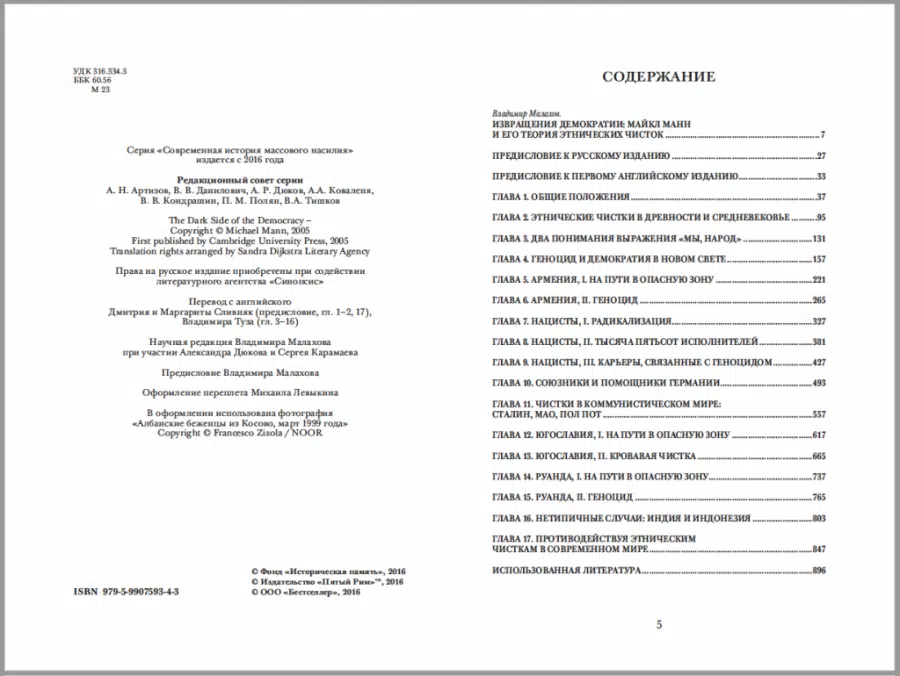 УДК 316.334.3
ББК 60.56
М 23
Серия «Современная история массового насилия»
издается с 2016 года
Редакционный совет серии
А. Н. Артизов, В. В. Данилович, А. Р. Дюков, А.А. Коваленя,
В. В. Кондрашин, П. М. Полян, В.А. Тишков
The Dark Side of the Democracy –
Copyright © Michael Mann, 2005
First published by Cambridge University Press, 2005
Translation rights arranged by Sandra Dijkstra Literary Agency
Права на русское издание приобретены при содействии
литературного агентства «Синопсис»
Перевод с английского
Дмитрия и Маргариты Сливняк (предисловие, гл. 1–2, 17),
Владимира Туза (гл. 3–16)
Научная редакция Владимира Малахова
при участии Александра Дюкова и Сергея Карамаева
Предисловие Владимира Малахова
Оформление переплета Михаила Левыкина
В оформлении использована фотография
«Албанские беженцы из Косово, март 1999 года»
Copyright © Francesco Zizola / NOOR
ISBN 979-5-9907593-4-3
© Фонд «Историческая память», 2016
© Издательство «Пятый Рим»™, 2016
© ООО «Бестселлер», 2016
СОДЕРЖАНИЕ
Владимир Малахов.
ИЗВРАЩЕНИЯ ДЕМОКРАТИИ: МАЙКЛ МАНН
И ЕГО ТЕОРИЯ ЭТНИЧЕСКИХ ЧИСТОК ... 7
ПРЕДИСЛОВИЕ К РУССКОМУ ИЗДАНИЮ ... 27
ПРЕДИСЛОВИЕ К ПЕРВОМУ АНГЛИЙСКОМУ ИЗДАНИЮ ... 33
ГЛАВА 1. ОБЩИЕ ПОЛОЖЕНИЯ ... 37
ГЛАВА 2. ЭТНИЧЕСКИЕ ЧИСТКИ В ДРЕВНОСТИ И СРЕДНЕВЕКОВЬЕ ... 95
ГЛАВА 3. ДВА ПОНИМАНИЯ ВЫРАЖЕНИЯ «МЫ, НАРОД» ... 131
ГЛАВА 4. ГЕНОЦИД И ДЕМОКРАТИЯ В НОВОМ СВЕТЕ ... 157
ГЛАВА 5. АРМЕНИЯ, I. НА ПУТИ В ОПАСНУЮ ЗОНУ ... 221
ГЛАВА 6. АРМЕНИЯ, II. ГЕНОЦИД ... 265
ГЛАВА 7. НАЦИСТЫ, I. РАДИКАЛИЗАЦИЯ ... 327
ГЛАВА 8. НАЦИСТЫ, II. ТЫСЯЧА ПЯТЬСОТ ИСПОЛНИТЕЛЕЙ ... 381
ГЛАВА 9. НАЦИСТЫ, III. КАРЬЕРЫ, СВЯЗАННЫЕ С ГЕНОЦИДОМ ... 427
ГЛАВА 10. СОЮЗНИКИ И ПОМОЩНИКИ ГЕРМАНИИ ... 493
ГЛАВА 11. ЧИСТКИ В КОММУНИСТИЧЕСКОМ МИРЕ:
СТАЛИН, МАО, ПОЛ ПОТ ... 557
ГЛАВА 12. ЮГОСЛАВИЯ, I. НА ПУТИ В ОПАСНУЮ ЗОНУ ... 617
ГЛАВА 13. ЮГОСЛАВИЯ, II. КРОВАВАЯ ЧИСТКА ... 665
ГЛАВА 14. РУАНДА, I. НА ПУТИ В ОПАСНУЮ ЗОНУ ... 737
ГЛАВА 15. РУАНДА, II. ГЕНОЦИД ... 765
ГЛАВА 16. НЕТИПИЧНЫЕ СЛУЧАИ: ИНДИЯ И ИНДОНЕЗИЯ ... 803
ГЛАВА 17. ПРОТИВОДЕЙСТВУЯ ЭТНИЧЕСКИМ
ЧИСТКАМ В СОВРЕМЕННОМ МИРЕ ... 847
ИСПОЛЬЗОВАННАЯ ЛИТЕРАТУРА ... 896
5